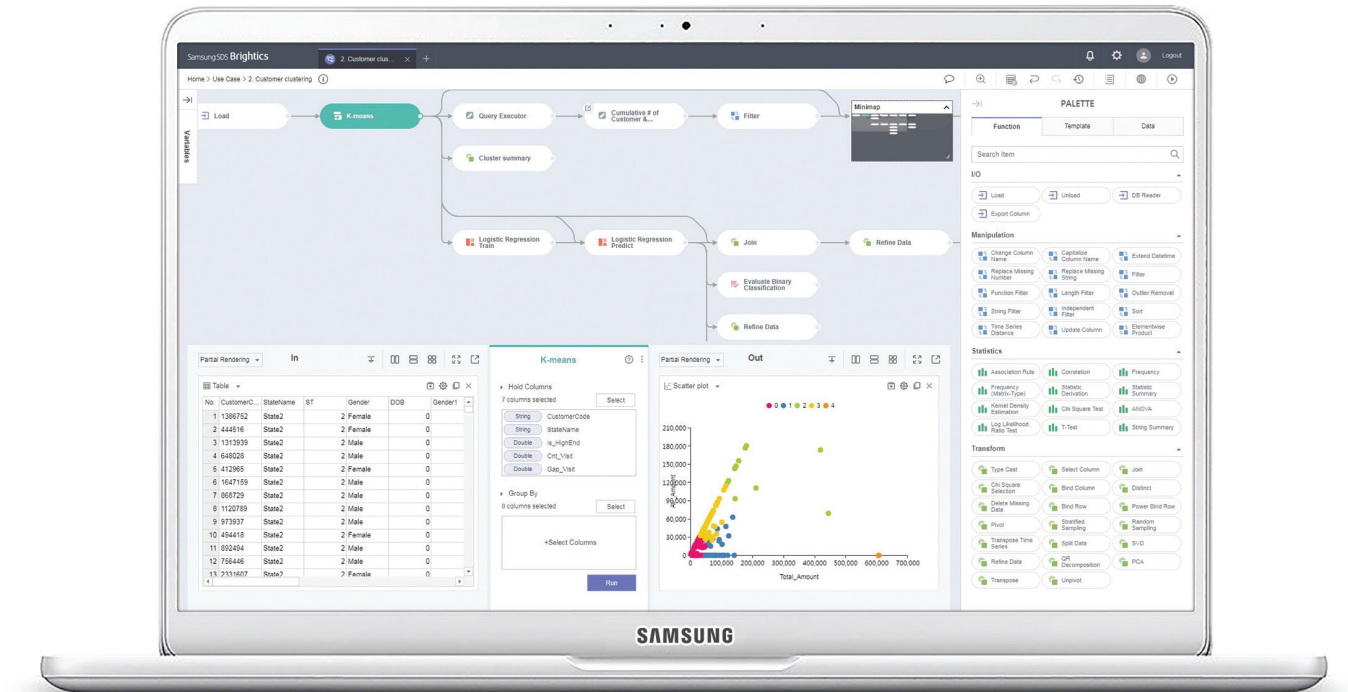 Samsung SDS Brightics
2. Customer clus... × +
Logout
Home > Use Case > 2. Customer clustering
Variables
Load
K-means
Query Executor
Cumulative # of
Customer &...
Filter
Minimap
Cluster summary
Logistic Regression
Train
Logistic Regression
Predict
Join
Refine Data
Evaluate Binary
Classification
Refine Data
PALETTE
Function Template Data
Search Item
I/O
Load Unload DB Reader
Export Column
Manipulation
Change Column
Name
Capitalize
Column Name
Extend Datetime
Replace Missing
Number
Replace Missing
String
Filter
Function Filter Length Filter Outlier Removal
String Filter
Independent
Filter
Sort
Time Series
Distance
Update Column
Elementwise
Product
Statistics
Association Rule Correlation Frequency
Frequency
(Matrix-Type)
Statistic
Derivation
Statistic
Summary
Kernel Density
Estimation
Chi Square Test ANOVA
Log Likelihood
Ratio Test
T-Test String Summary
Transform
Type Cast Select Column Join
Chi Square
Selection
Bind Column Distinct
Delete Missing
Data
Bind Row Power Bind Row
Pivot
Stratified
Sampling
Random
Sampling
Transpose Time
Series
Split Data SVD
Refine Data
QR
Decomposition
PCA
Transpose Unpivot
Partial Rendering In
Table
No. CustomerC... StateName ST Gender DOB Gender1
1 1386752 State2 2 Female 0
2 444516 State2 2 Female 0
3 1313939 State2 2 Male 0
4 648028 State2 2 Male 0
5 412965 State2 2 Female 0
6 1647159 State2 2 Male 0
7 868729 State2 2 Male 0
8 1120789 State2 2 Male 0
9 973937 State2 2 Male 0
10 494418 State2 2 Female 0
11 892494 State2 2 Male 0
12 756446 State2 2 Male 0
13 2331607 State2 2 Female 0
K-means
Hold Columns
7 columns selected Select
String CustomerCode
String StateName
Double Is_HighEnd
Double Cnt_Visit
Double Gap_Visit
Group By
0 columns selected Select
+Select Columns
Run
Partial Rendering Out
Scatter plot
0 1 2 3 4
210,000
180,000
150,000
120,000
90,000
60,000
30,000
0
0 100,000 200,000 300,000 400,000 500,000 600,000 700,000
Total_Amount
SAMSUNG